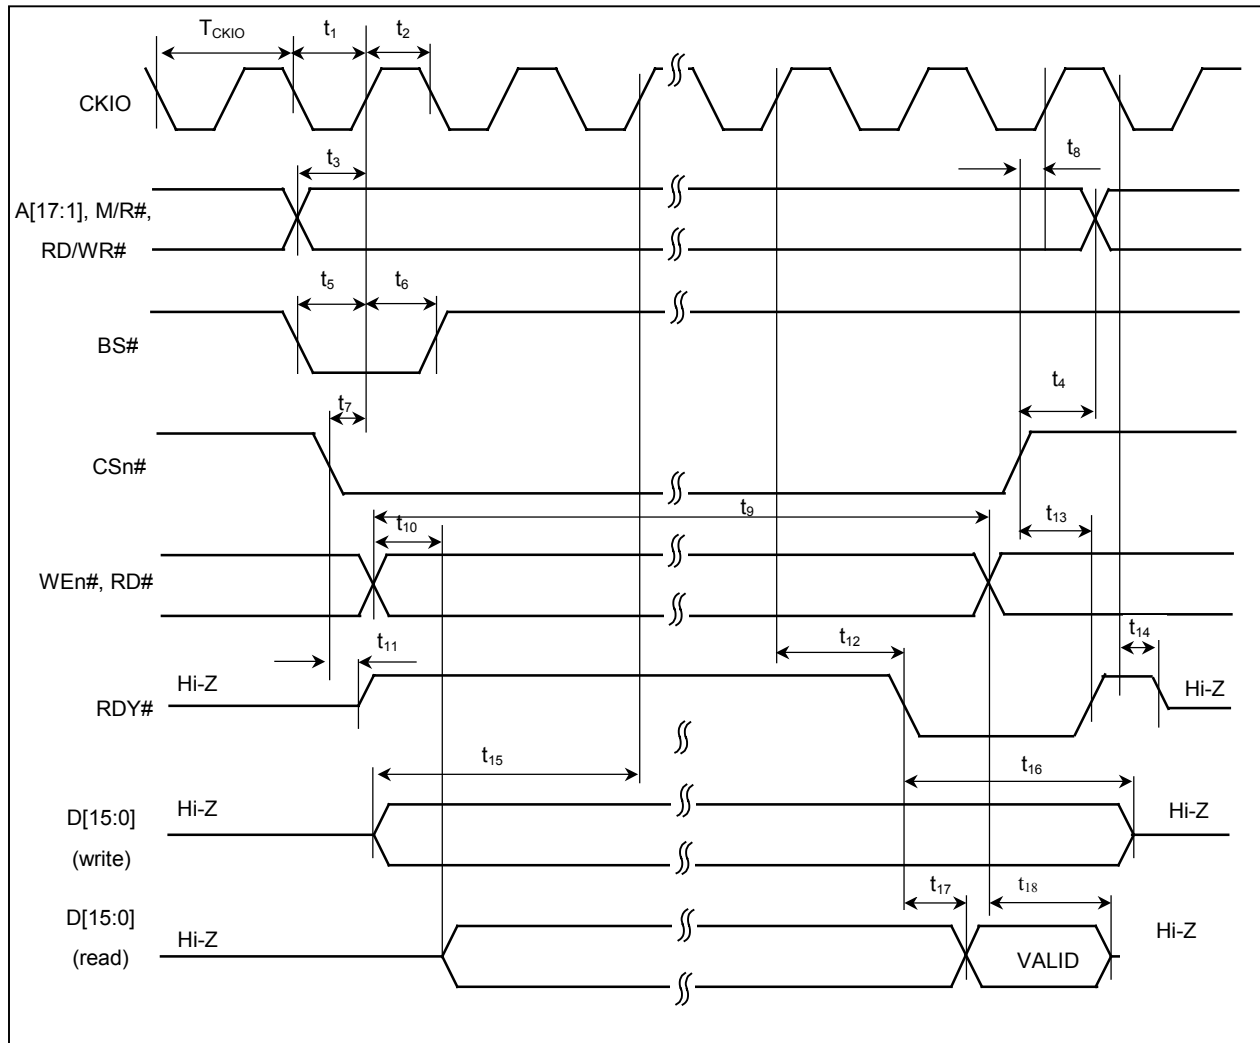 T_CKIO t₁ t₂
CKIO
t₃ t₈
A[17:1], M/R#,
RD/WR#
t₅ t₆
BS#
t₄
t₇
CSn#
t₉
t₁₀ t₁₃
WEn#, RD#
t₁₁ t₁₂ t₁₄
Hi-Z Hi-Z
RDY#
t₁₅ t₁₆
Hi-Z Hi-Z
D[15:0]
(write)
t₁₇ t₁₈
D[15:0]
Hi-Z Hi-Z
(read)
VALID